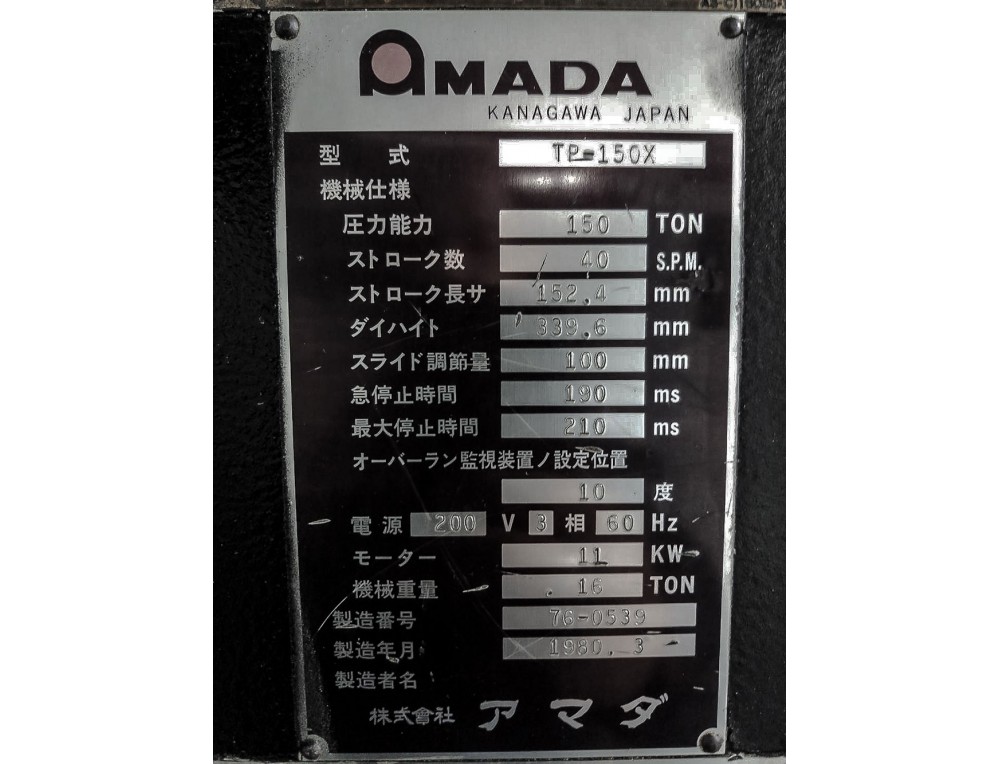 AMADA
KANAGAWA JAPAN
型式 TP-150X
機械仕様
圧力能力 150 TON
ストローク数 40 S.P.M.
ストローク長サ 152.4 mm
ダイハイト 339.6 mm
スライド調節量 100 mm
急停止時間 190 ms
最大停止時間 210 ms
オーバーラン監視装置ノ設定位置
10 度
電源 200 V 3 相 60 Hz
モーター 11 KW
機械重量 16 TON
製造番号 76-0539
製造年月 1980. 3
製造者名
株式會社 アマダ